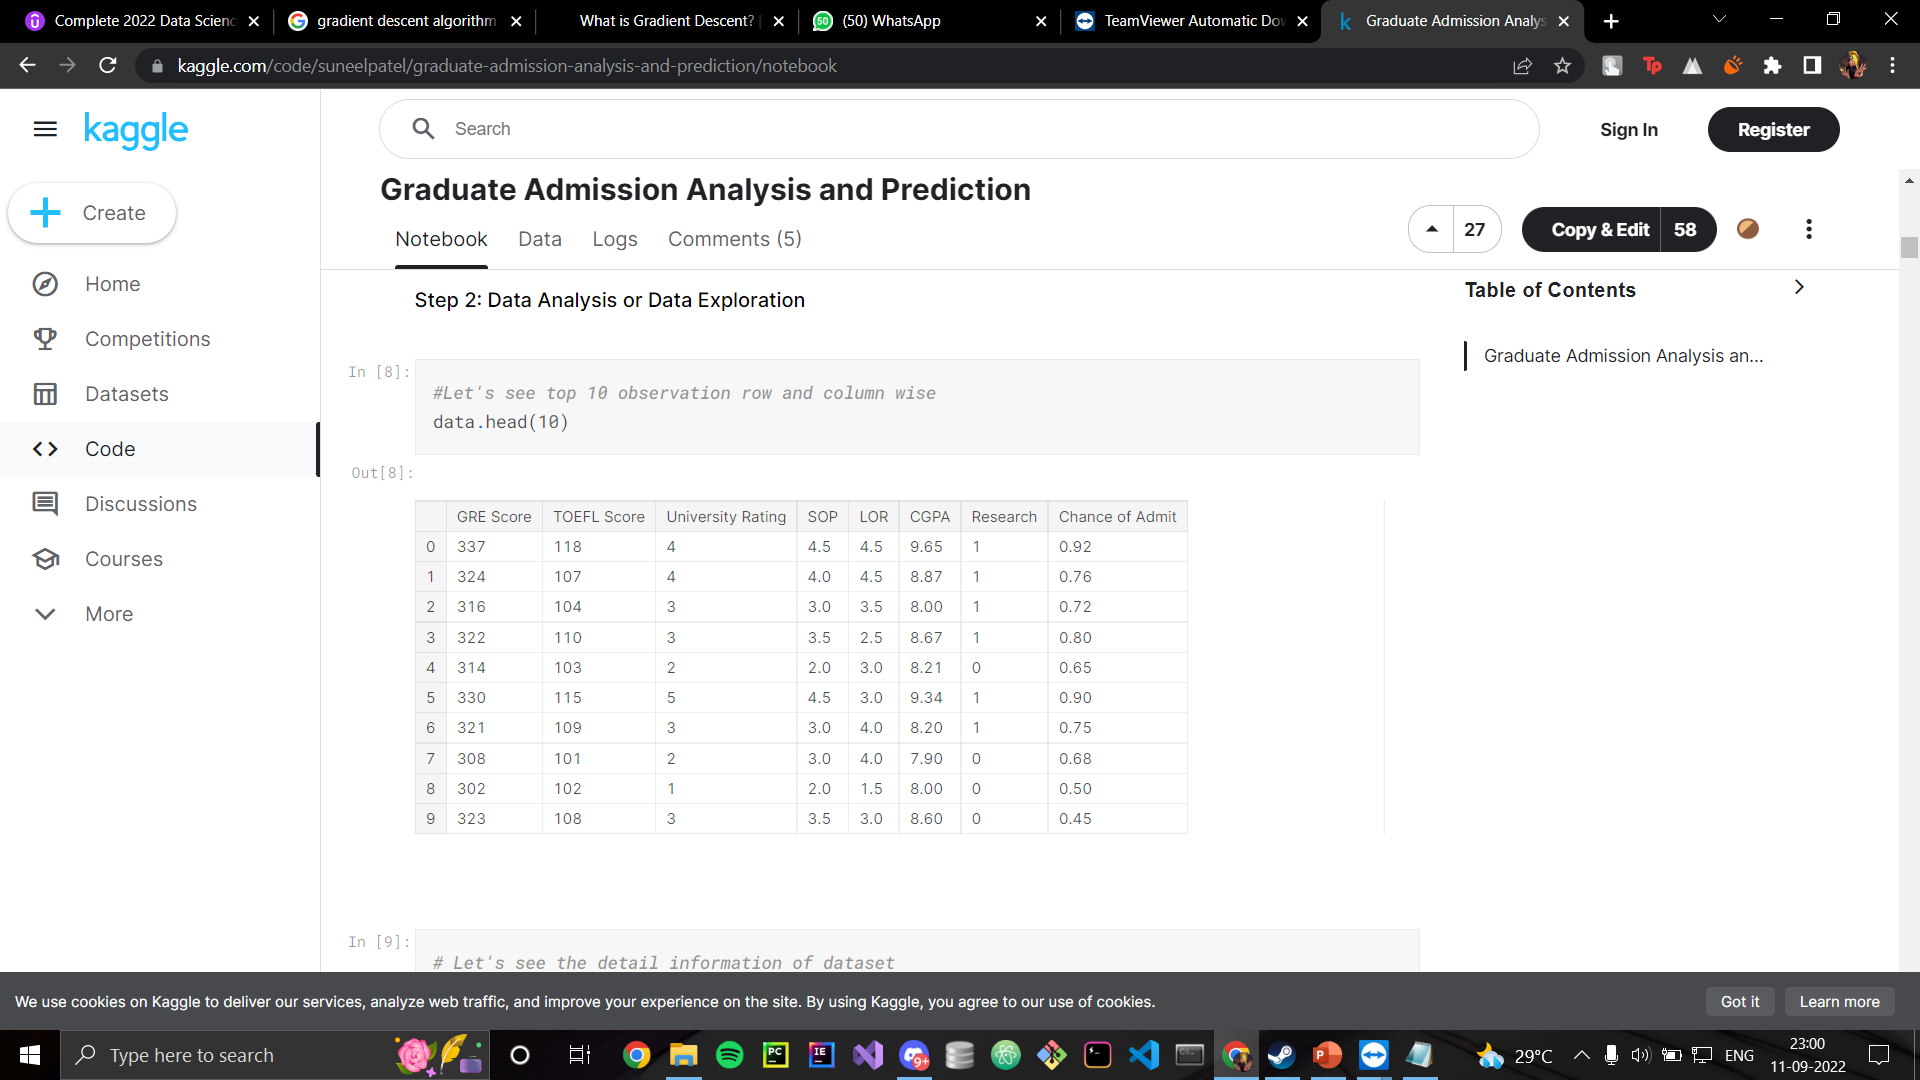 Complete 2022 Data Scienc
gradient descent algorithm
What is Gradient Descent? |
(50) WhatsApp
TeamViewer Automatic Dov
Graduate Admission Analys
kaggle.com/code/suneelpatel/graduate-admission-analysis-and-prediction/notebook
kaggle
Search
Sign In
Register
Create
Home
Competitions
Datasets
Code
Discussions
Courses
More
Graduate Admission Analysis and Prediction
Notebook Data Logs Comments (5)
27
Copy & Edit 58
Step 2: Data Analysis or Data Exploration
Table of Contents
Graduate Admission Analysis an...
In [8]:
#Let's see top 10 observation row and column wise
data.head(10)
Out[8]:
GRE Score TOEFL Score University Rating SOP LOR CGPA Research Chance of Admit
0 337 118 4 4.5 4.5 9.65 1 0.92
1 324 107 4 4.0 4.5 8.87 1 0.76
2 316 104 3 3.0 3.5 8.00 1 0.72
3 322 110 3 3.5 2.5 8.67 1 0.80
4 314 103 2 2.0 3.0 8.21 0 0.65
5 330 115 5 4.5 3.0 9.34 1 0.90
6 321 109 3 3.0 4.0 8.20 1 0.75
7 308 101 2 3.0 4.0 7.90 0 0.68
8 302 102 1 2.0 1.5 8.00 0 0.50
9 323 108 3 3.5 3.0 8.60 0 0.45
In [9]:
# Let's see the detail information of dataset
We use cookies on Kaggle to deliver our services, analyze web traffic, and improve your experience on the site. By using Kaggle, you agree to our use of cookies.
Got it
Learn more
Type here to search
29°C
ENG
23:00
11-09-2022